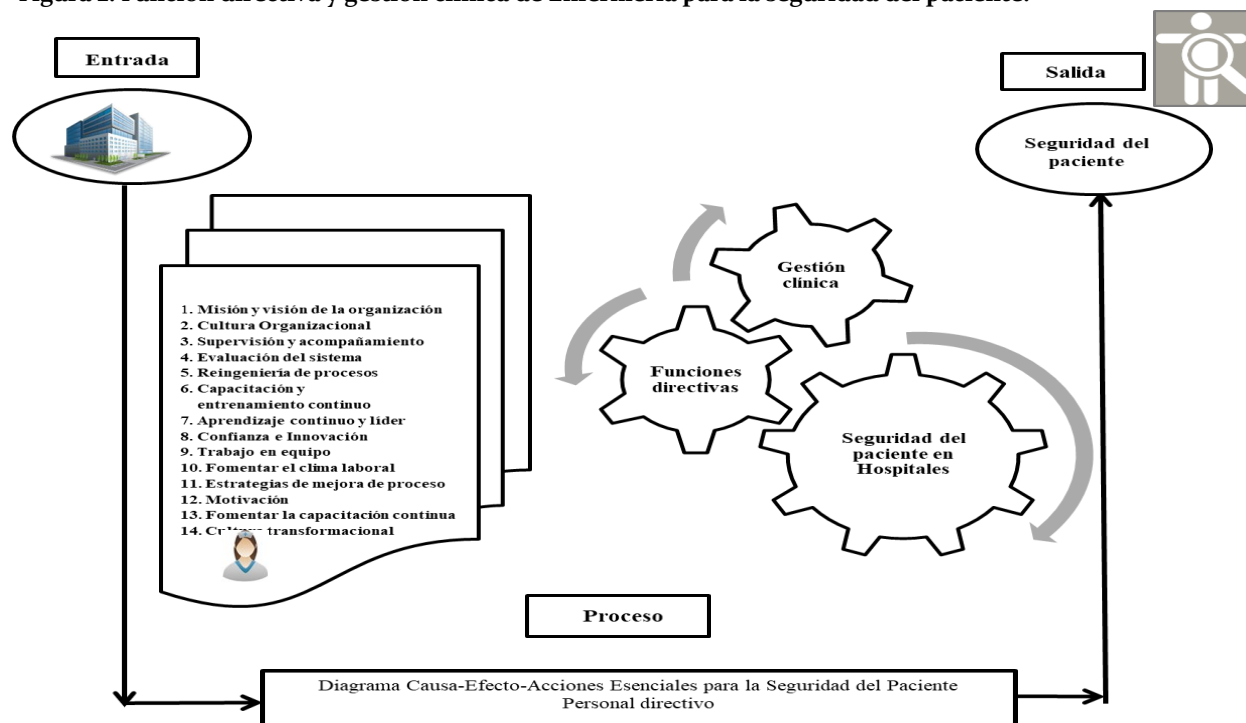 Entrada
Salida
Seguridad del
paciente
Gestión
clínica
Funciones
directivas
Seguridad del
paciente en
Hospitales
1. Misión y visión de la organización
2. Cultura Organizacional
3. Supervisión y acompañamiento
4. Evaluación del sistema
5. Reingeniería de procesos
6. Capacitación y
entrenamiento continuo
7. Aprendizaje continuo y líder
8. Confianza e Innovación
9. Trabajo en equipo
10. Fomentar el clima laboral
11. Estrategias de mejora de proceso
12. Motivación
13. Fomentar la capacitación continua
14. transformacional
Proceso
Diagrama Causa-Efecto-Acciones Esenciales para la Seguridad del Paciente
Personal directivo